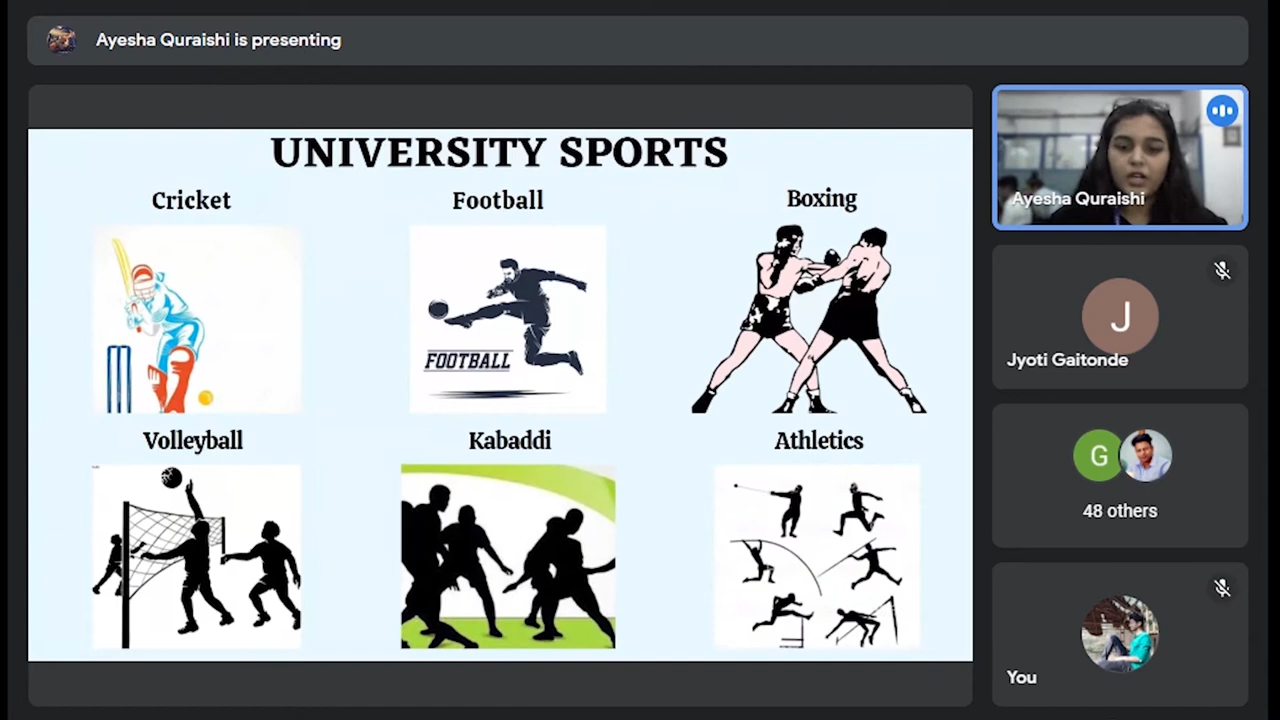 Ayesha Quraishi is presenting
UNIVERSITY SPORTS
Cricket
Football
Boxing
FOOTBALL
Volleyball
Kabaddi
Athletics
Ayesha Quraishi
J
Jyoti Gaitonde
G
48 others
You